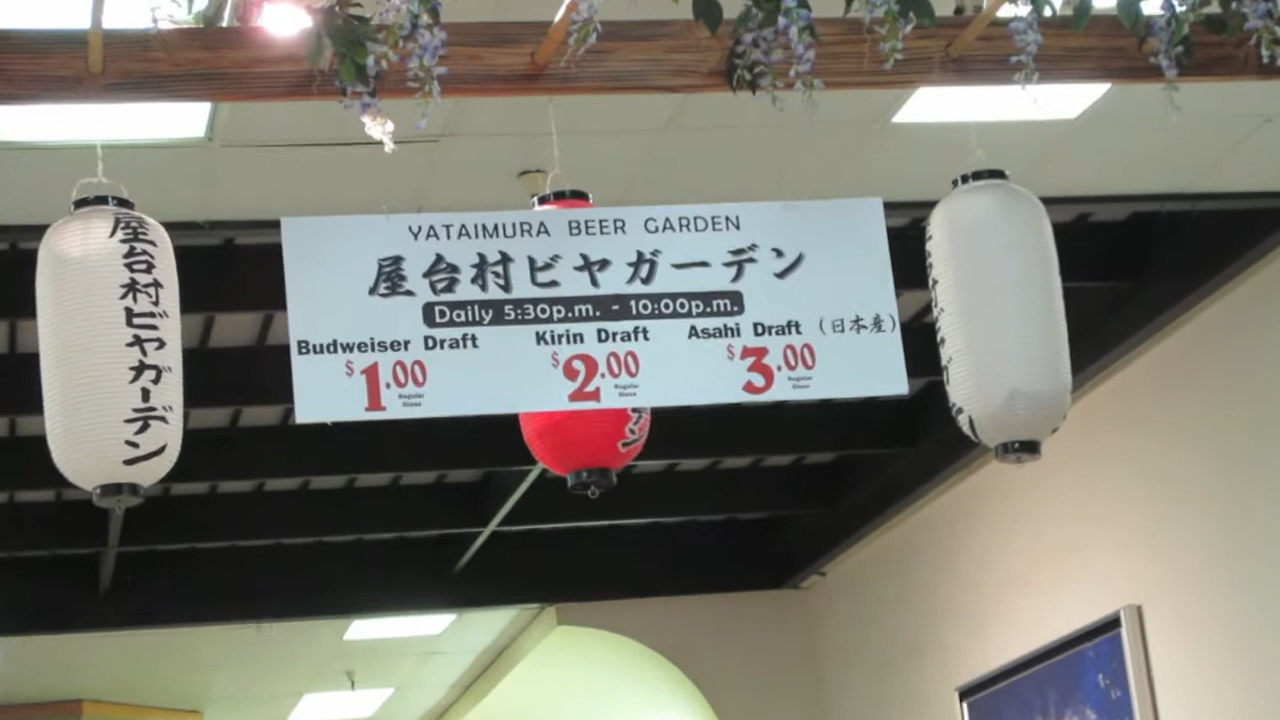 屋台村ビヤガーデン
YATAIMURA BEER GARDEN
屋台村ビヤガーデン
Daily 5:30p.m. - 10:00p.m.
Budweiser Draft Kirin Draft Asahi Draft (日本産)
$1.00 $2.00 $3.00
Regular Glass Regular Glass Regular Glass